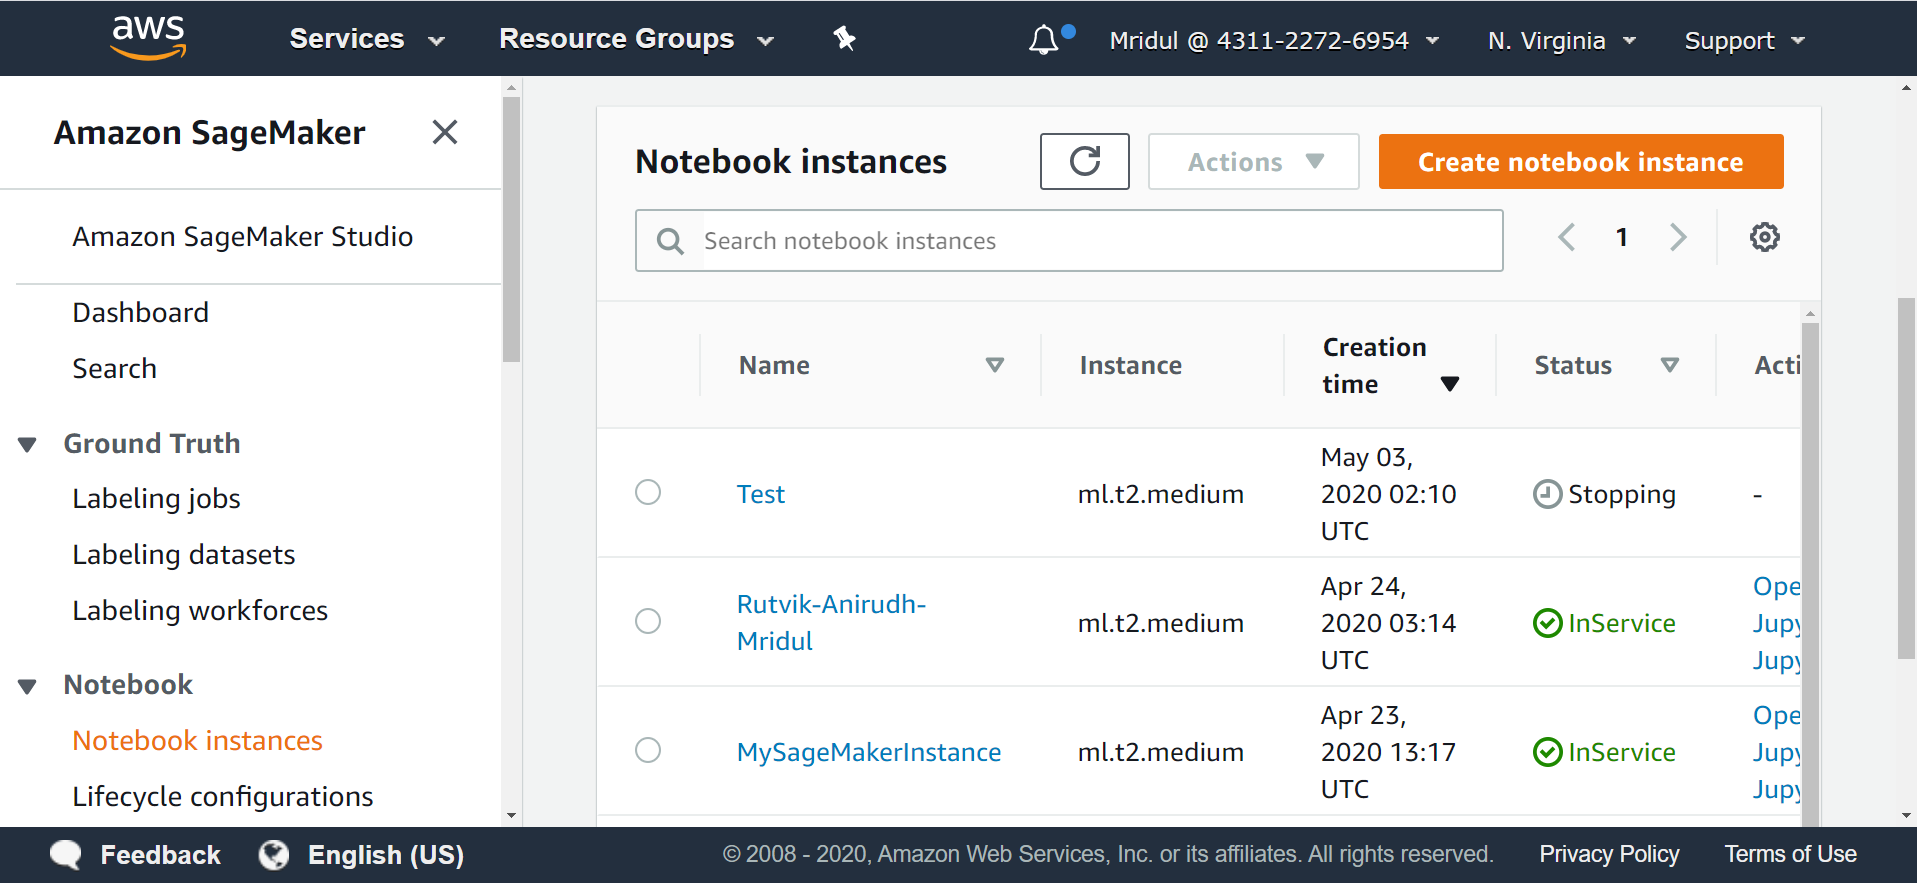 aws
Services
Resource Groups
Mridul @ 4311-2272-6954
N. Virginia
Support
Amazon SageMaker
Amazon SageMaker Studio
Dashboard
Search
Ground Truth
Labeling jobs
Labeling datasets
Labeling workforces
Notebook
Notebook instances
Lifecycle configurations
Notebook instances
Actions
Create notebook instance
Search notebook instances
1
Name
Instance
Creation
time
Status
Acti
Test
ml.t2.medium
May 03,
2020 02:10
UTC
Stopping
-
Rutvik-Anirudh-
Mridul
ml.t2.medium
Apr 24,
2020 03:14
UTC
InService
Ope
Jupy
Jupy
MySageMakerInstance
ml.t2.medium
Apr 23,
2020 13:17
UTC
InService
Ope
Jupy
Jupy
Feedback
English (US)
© 2008 - 2020, Amazon Web Services, Inc. or its affiliates. All rights reserved.
Privacy Policy
Terms of Use